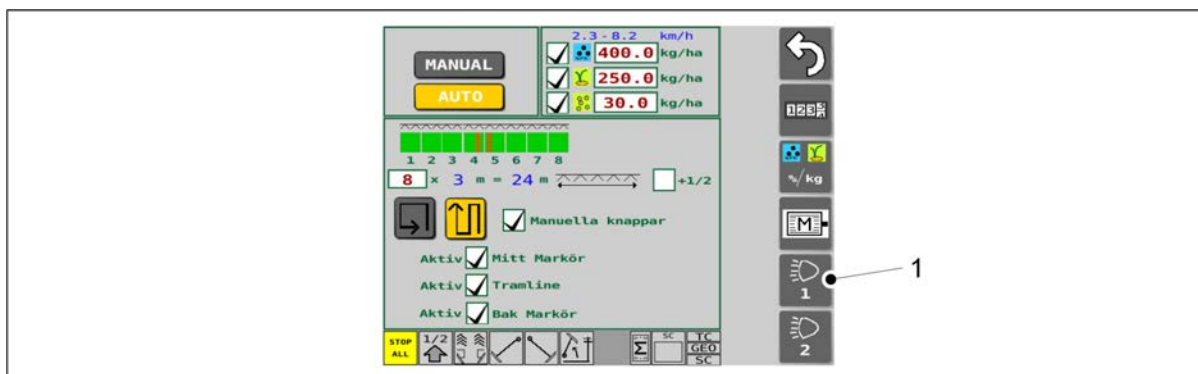 2.3-8.2 km/h
MANUAL
AUTO
400.0 kg/ha
250.0 kg/ha
30.0 kg/ha
1 2 3 4 5 6 7 8
8 x 3 m = 24 m +1/2
Manuella knappar
Aktiv Mitt Markör
Aktiv Tramline
Aktiv Bak Markör
STOP ALL
1/2
Σ
SC
TC
GEO
SC
%/kg
M
1
2
1